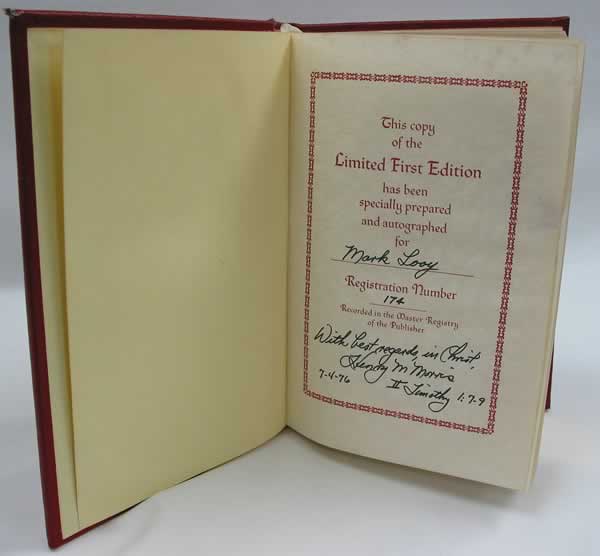 This copy
of the
Limited First Edition
has been
specially prepared
and autographed
for
Mark Looy
Registration Number
174
Recorded in the Master Registry
of the Publisher
With best regards, in Christ,
Henry M Morris
7-4-76 II Timothy 1:7-9